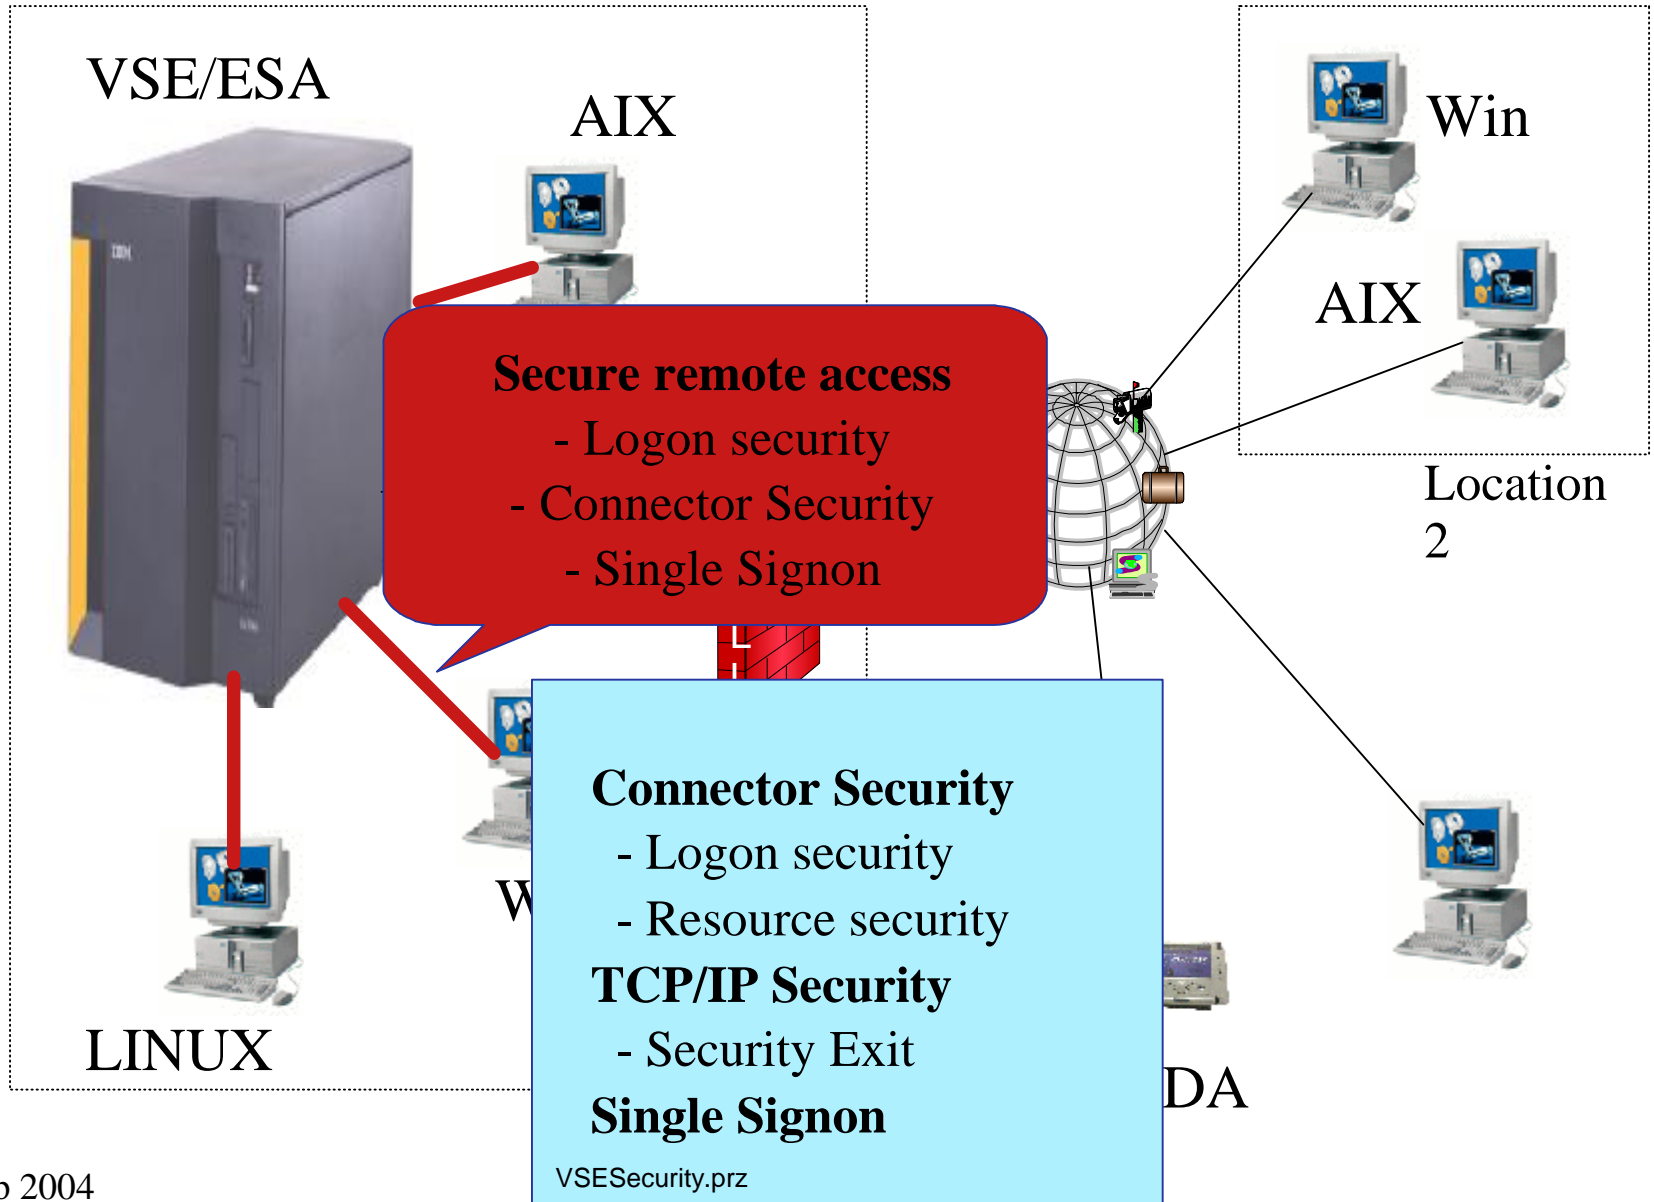 VSE/ESA
AIX
Win
AIX
Location
2
Secure remote access
- Logon security
- Connector Security
- Single Signon
Connector Security
- Logon security
- Resource security
TCP/IP Security
- Security Exit
Single Signon
LINUX
DA
VSESecurity.prz
2004